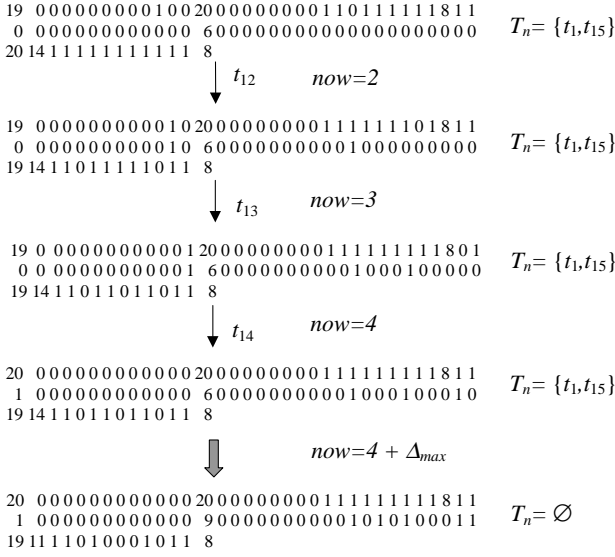 19 0 0 0 0 0 0 0 0 0 1 0 0 20 0 0 0 0 0 0 0 0 0 1 1 0 1 1 1 1 1 1 8 1 1
0 0 0 0 0 0 0 0 0 0 0 0 0 6 0 0 0 0 0 0 0 0 0 0 0 0 0 0 0 0 0 0 0 0 0
20 14 1 1 1 1 1 1 1 1 1 1 1 8
Tn= {t1,t15}
t12 now=2
19 0 0 0 0 0 0 0 0 0 0 1 0 20 0 0 0 0 0 0 0 0 0 1 1 1 1 1 1 1 0 1 8 1 1
0 0 0 0 0 0 0 0 0 0 0 1 0 6 0 0 0 0 0 0 0 0 0 0 0 1 0 0 0 0 0 0 0 0 0
19 14 1 1 0 1 1 1 1 1 0 1 1 8
Tn= {t1,t15}
t13 now=3
19 0 0 0 0 0 0 0 0 0 0 0 1 20 0 0 0 0 0 0 0 0 0 1 1 1 1 1 1 1 1 1 8 0 1
0 0 0 0 0 0 0 0 0 0 0 0 1 6 0 0 0 0 0 0 0 0 0 0 0 1 0 0 0 1 0 0 0 0 0
19 14 1 1 0 1 1 0 1 1 0 1 1 8
Tn= {t1,t15}
t14 now=4
20 0 0 0 0 0 0 0 0 0 0 0 0 20 0 0 0 0 0 0 0 0 0 1 1 1 1 1 1 1 1 1 8 1 1
1 0 0 0 0 0 0 0 0 0 0 0 0 6 0 0 0 0 0 0 0 0 0 0 0 1 0 0 0 1 0 0 0 1 0
19 14 1 1 0 1 1 0 1 1 0 1 1 8
Tn= {t1,t15}
now=4 + Δmax
20 0 0 0 0 0 0 0 0 0 0 0 0 20 0 0 0 0 0 0 0 0 0 1 1 1 1 1 1 1 1 1 8 1 1
1 0 0 0 0 0 0 0 0 0 0 0 0 9 0 0 0 0 0 0 0 0 0 0 0 1 0 1 0 1 0 0 0 1 1
19 11 1 1 0 1 0 0 0 1 0 1 1 8
Tn= ∅